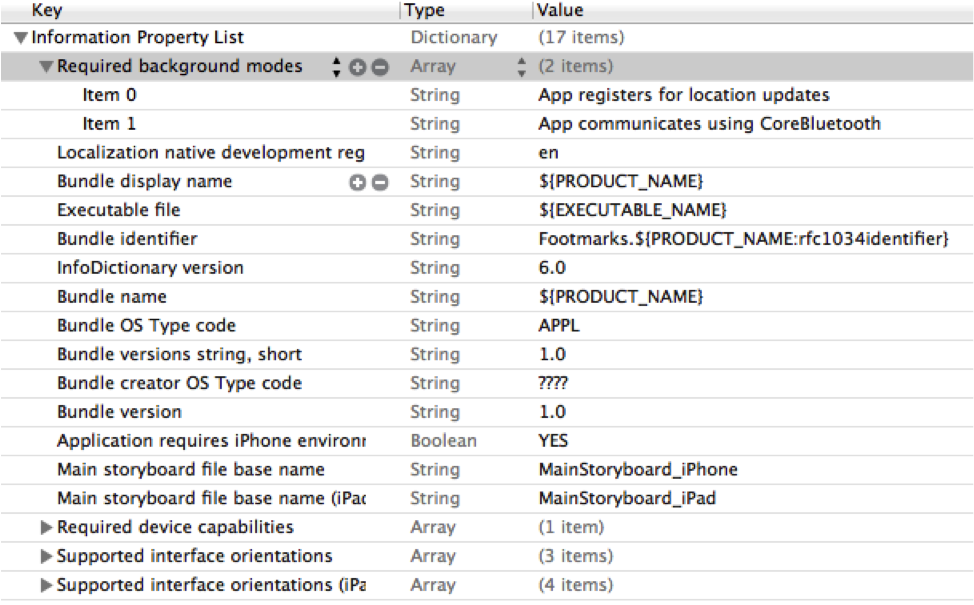 Key Type Value
Information Property List Dictionary (17 items)
Required background modes Array (2 items)
Item 0 String App registers for location updates
Item 1 String App communicates using CoreBluetooth
Localization native development reg String en
Bundle display name String ${PRODUCT_NAME}
Executable file String ${EXECUTABLE_NAME}
Bundle identifier String Footmarks.${PRODUCT_NAME:rfc1034identifier}
InfoDictionary version String 6.0
Bundle name String ${PRODUCT_NAME}
Bundle OS Type code String APPL
Bundle versions string, short String 1.0
Bundle creator OS Type code String ????
Bundle version String 1.0
Application requires iPhone environr Boolean YES
Main storyboard file base name String MainStoryboard_iPhone
Main storyboard file base name (iPac String MainStoryboard_iPad
Required device capabilities Array (1 item)
Supported interface orientations Array (3 items)
Supported interface orientations (iPa Array (4 items)